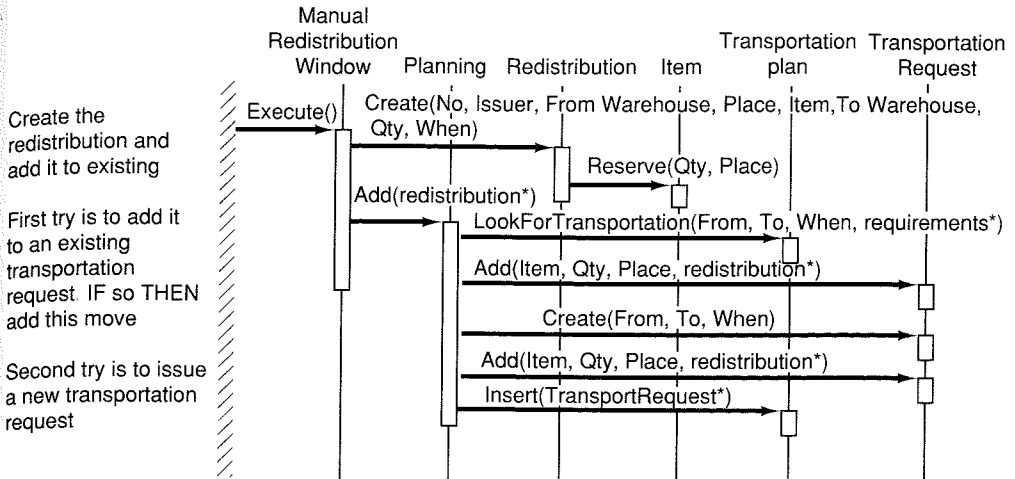 Manual
Redistribution
Window
Planning
Redistribution
Item
Transportation
plan
Transportation
Request
Create the
redistribution and
add it to existing
First try is to add it
to an existing
transportation
request. IF so THEN
add this move
Second try is to issue
a new transportation
request
Execute()
Create(No, Issuer, From Warehouse, Place, Item,To Warehouse,
Qty, When)
Reserve(Qty, Place)
Add(redistribution*)
LookForTransportation(From, To, When, requirements*)
Add(Item, Qty, Place, redistribution*)
Create(From, To, When)
Add(Item, Qty, Place, redistribution*)
Insert(TransportRequest*)